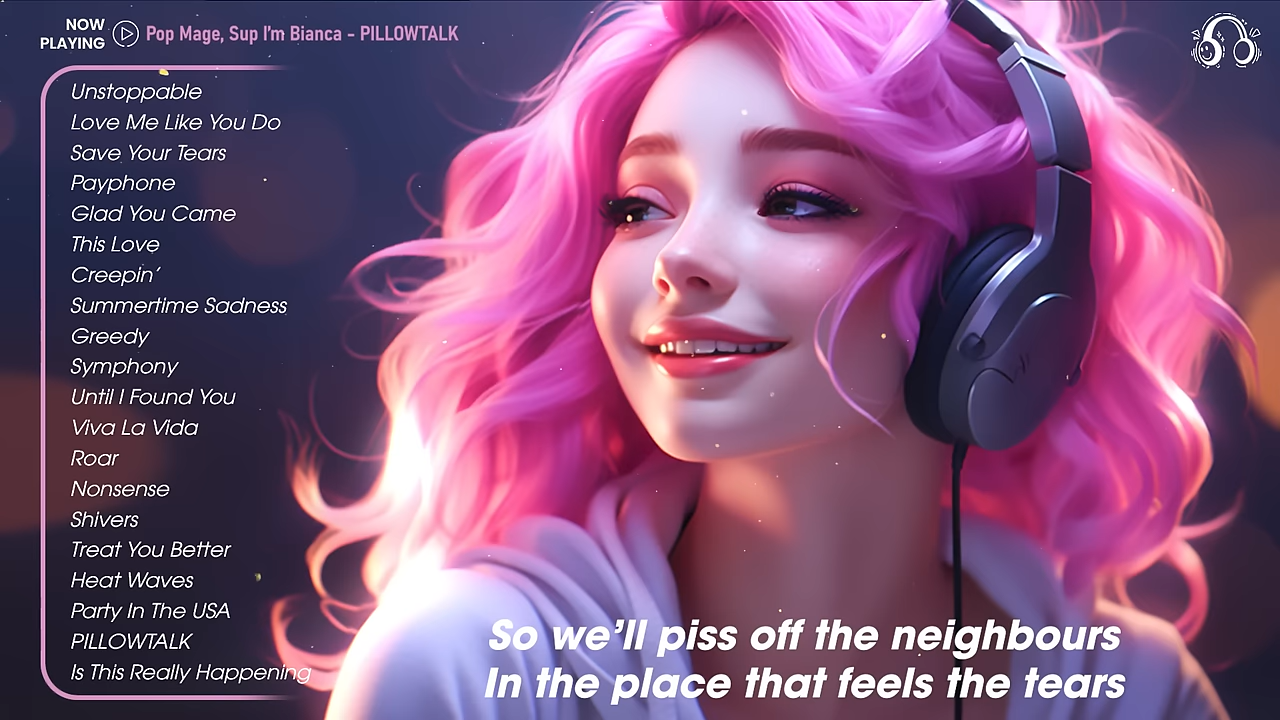 NOW
PLAYING
Pop Mage, Sup I'm Bianca - PILLOWTALK
Unstoppable
Love Me Like You Do
Save Your Tears
Payphone
Glad You Came
This Love
Creepin’
Summertime Sadness
Greedy
Symphony
Until I Found You
Viva La Vida
Roar
Nonsense
Shivers
Treat You Better
Heat Waves
Party In The USA
PILLOWTALK
Is This Really Happening
So we’ll piss off the neighbours
In the place that feels the tears